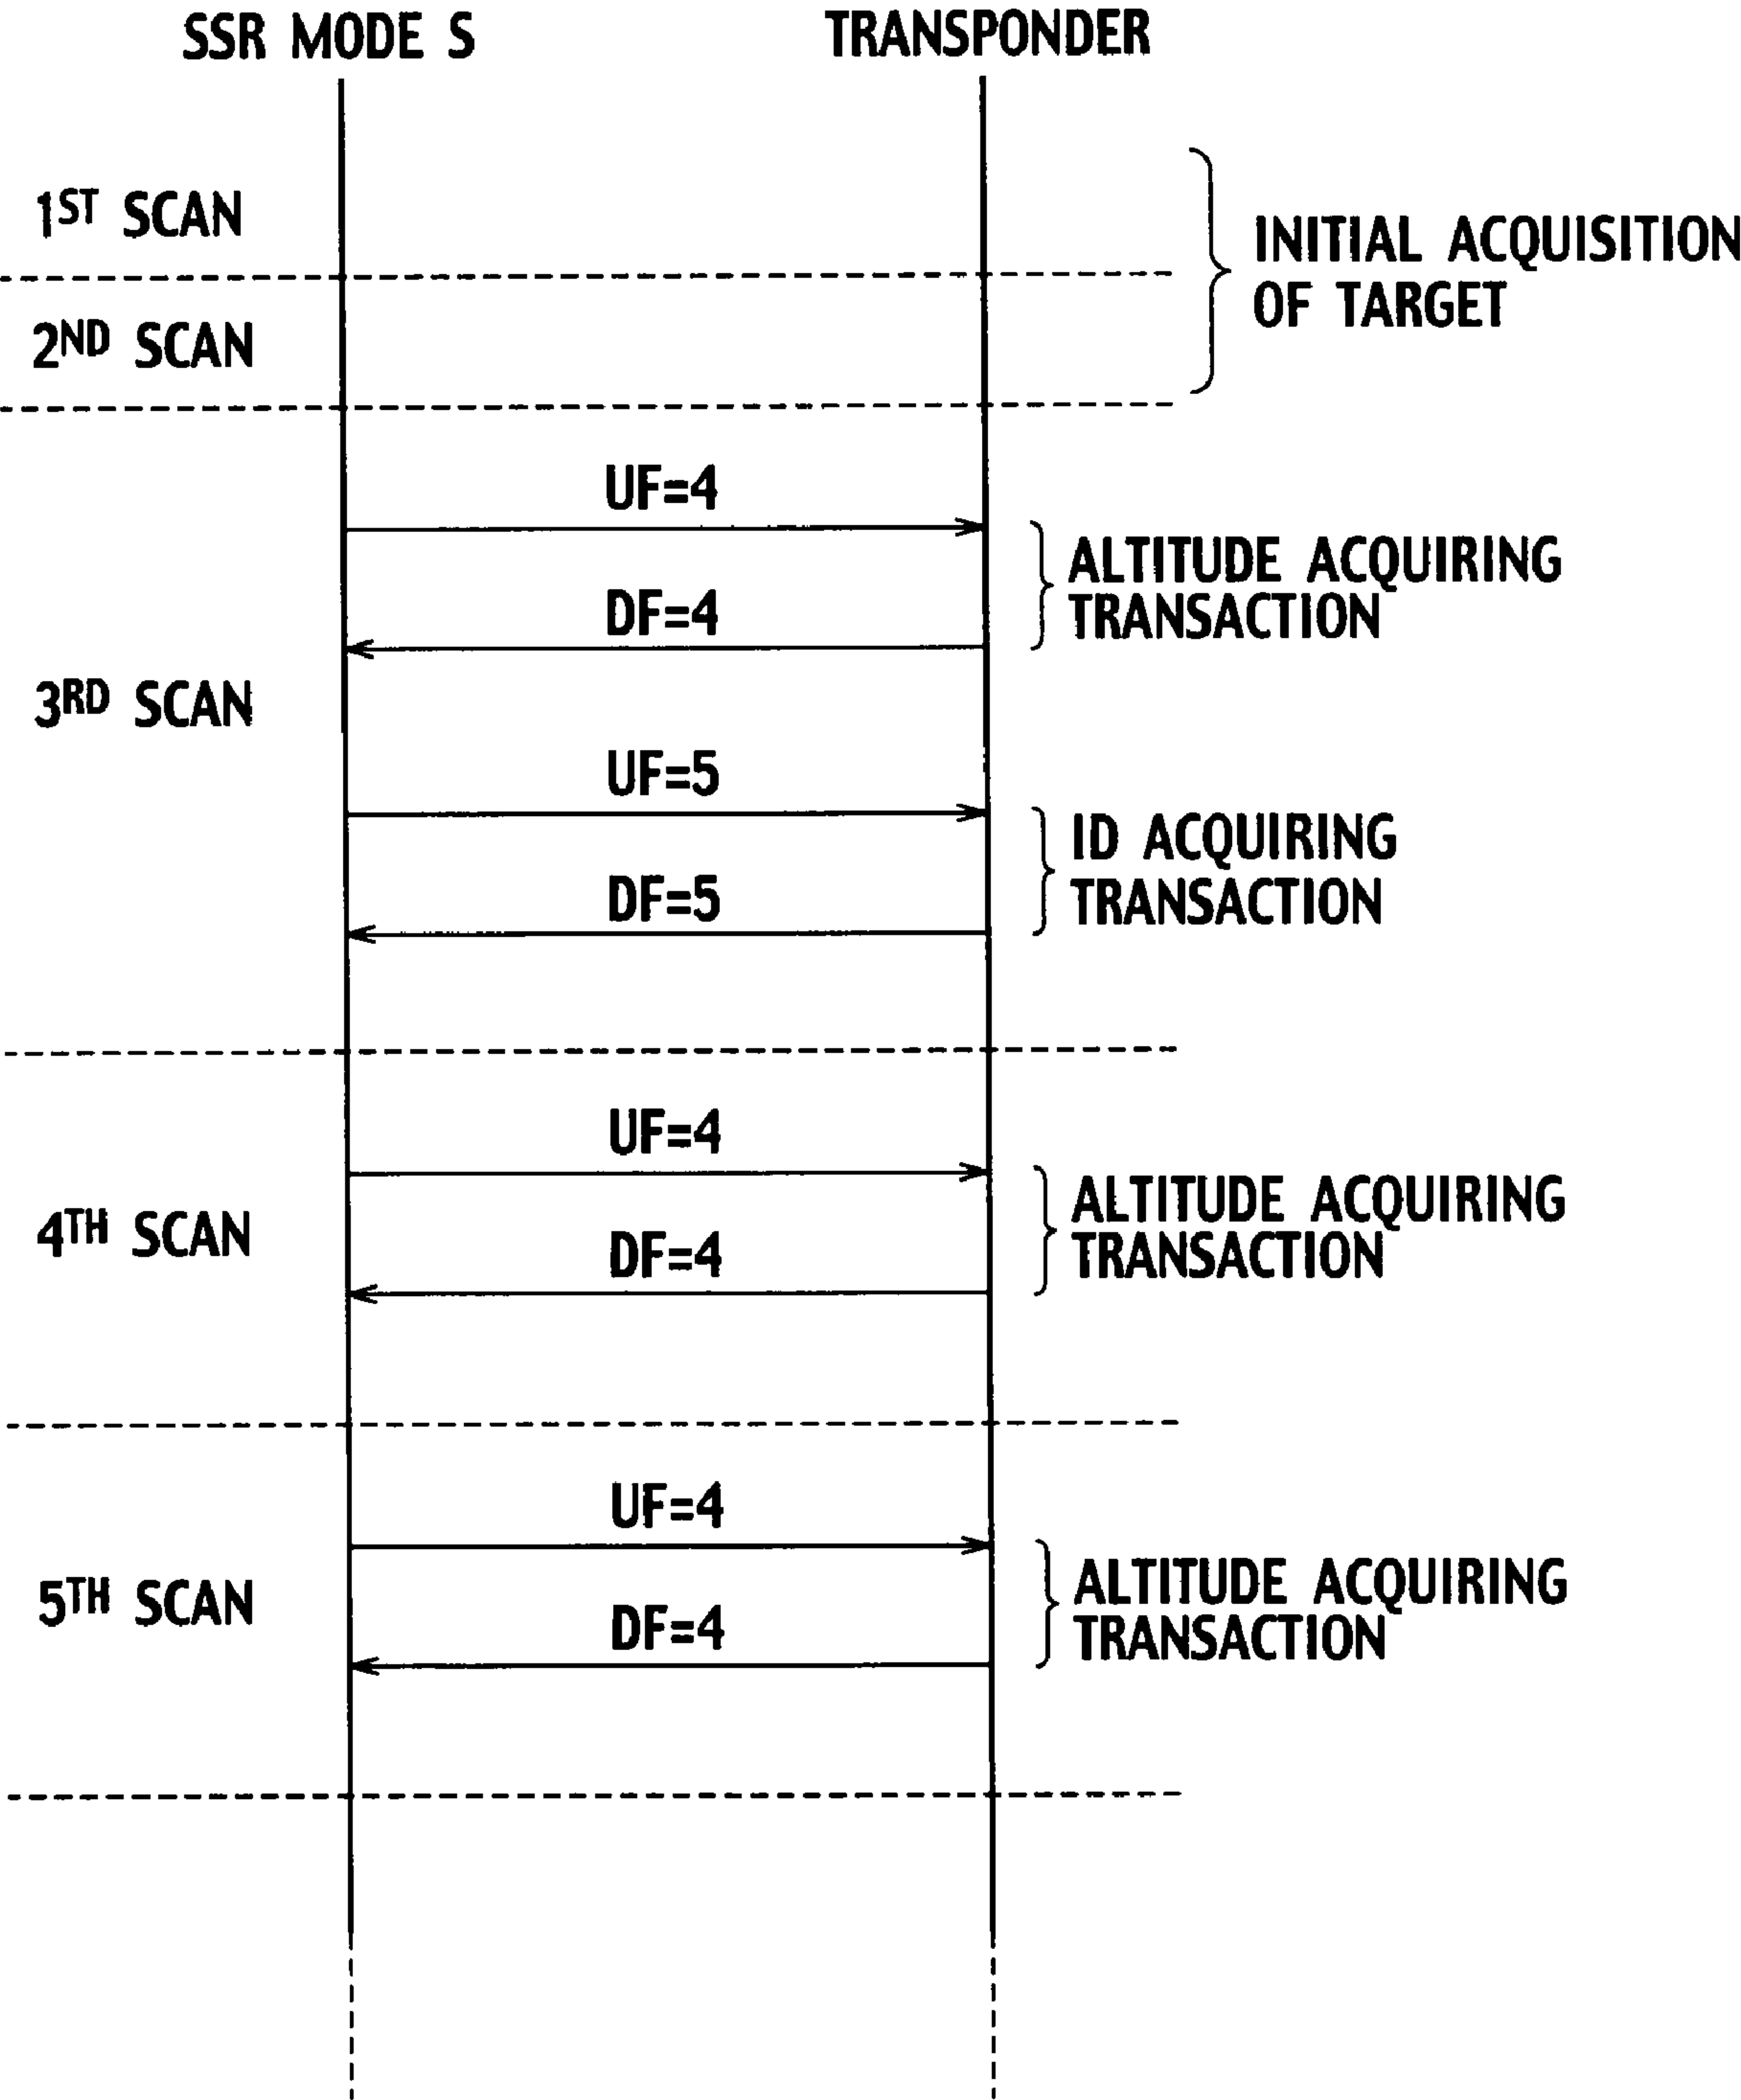 SSR MODE S
TRANSPONDER
1ST SCAN
INITIAL ACQUISITION
OF TARGET
2ND SCAN
UF=4
ALTITUDE ACQUIRING
TRANSACTION
DF=4
3RD SCAN
UF=5
ID ACQUIRING
TRANSACTION
DF=5
UF=4
ALTITUDE ACQUIRING
TRANSACTION
4TH SCAN
DF=4
UF=4
ALTITUDE ACQUIRING
TRANSACTION
5TH SCAN
DF=4